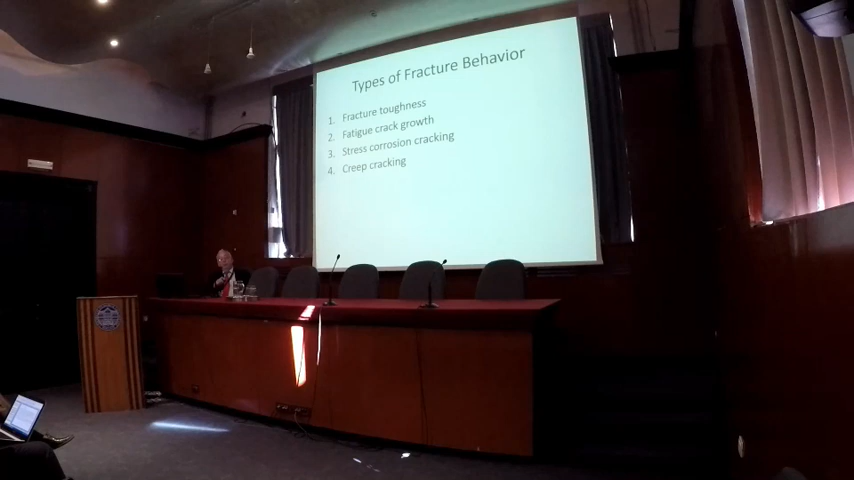 Types of Fracture Behavior
1. Fracture toughness
2. Fatigue crack growth
3. Stress corrosion cracking
4. Creep cracking